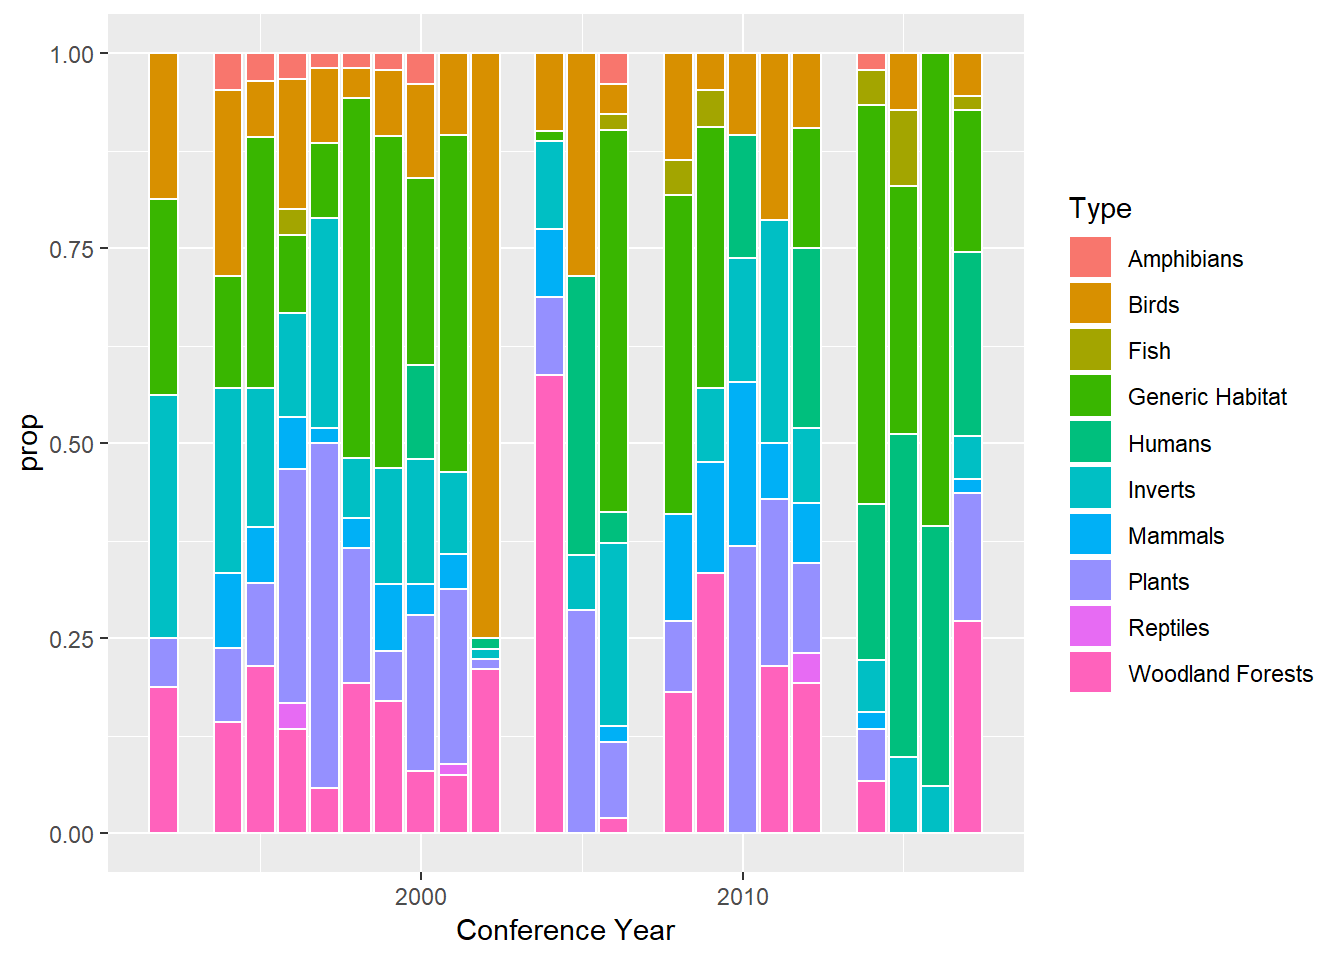 1.00
0.75
0.50
0.25
0.00
prop
2000
2010
Conference Year
Type
Amphibians
Birds
Fish
Generic Habitat
Humans
Inverts
Mammals
Plants
Reptiles
Woodland Forests